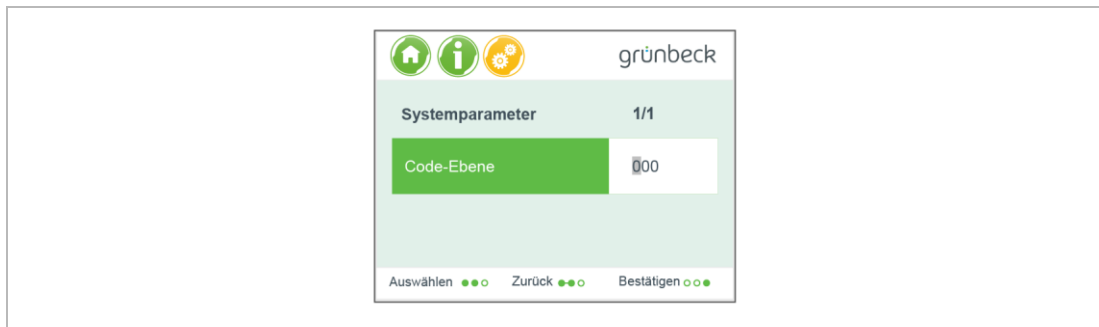 grünbeck
Systemparameter 1/1
Code-Ebene 000
Auswählen Zurück Bestätigen